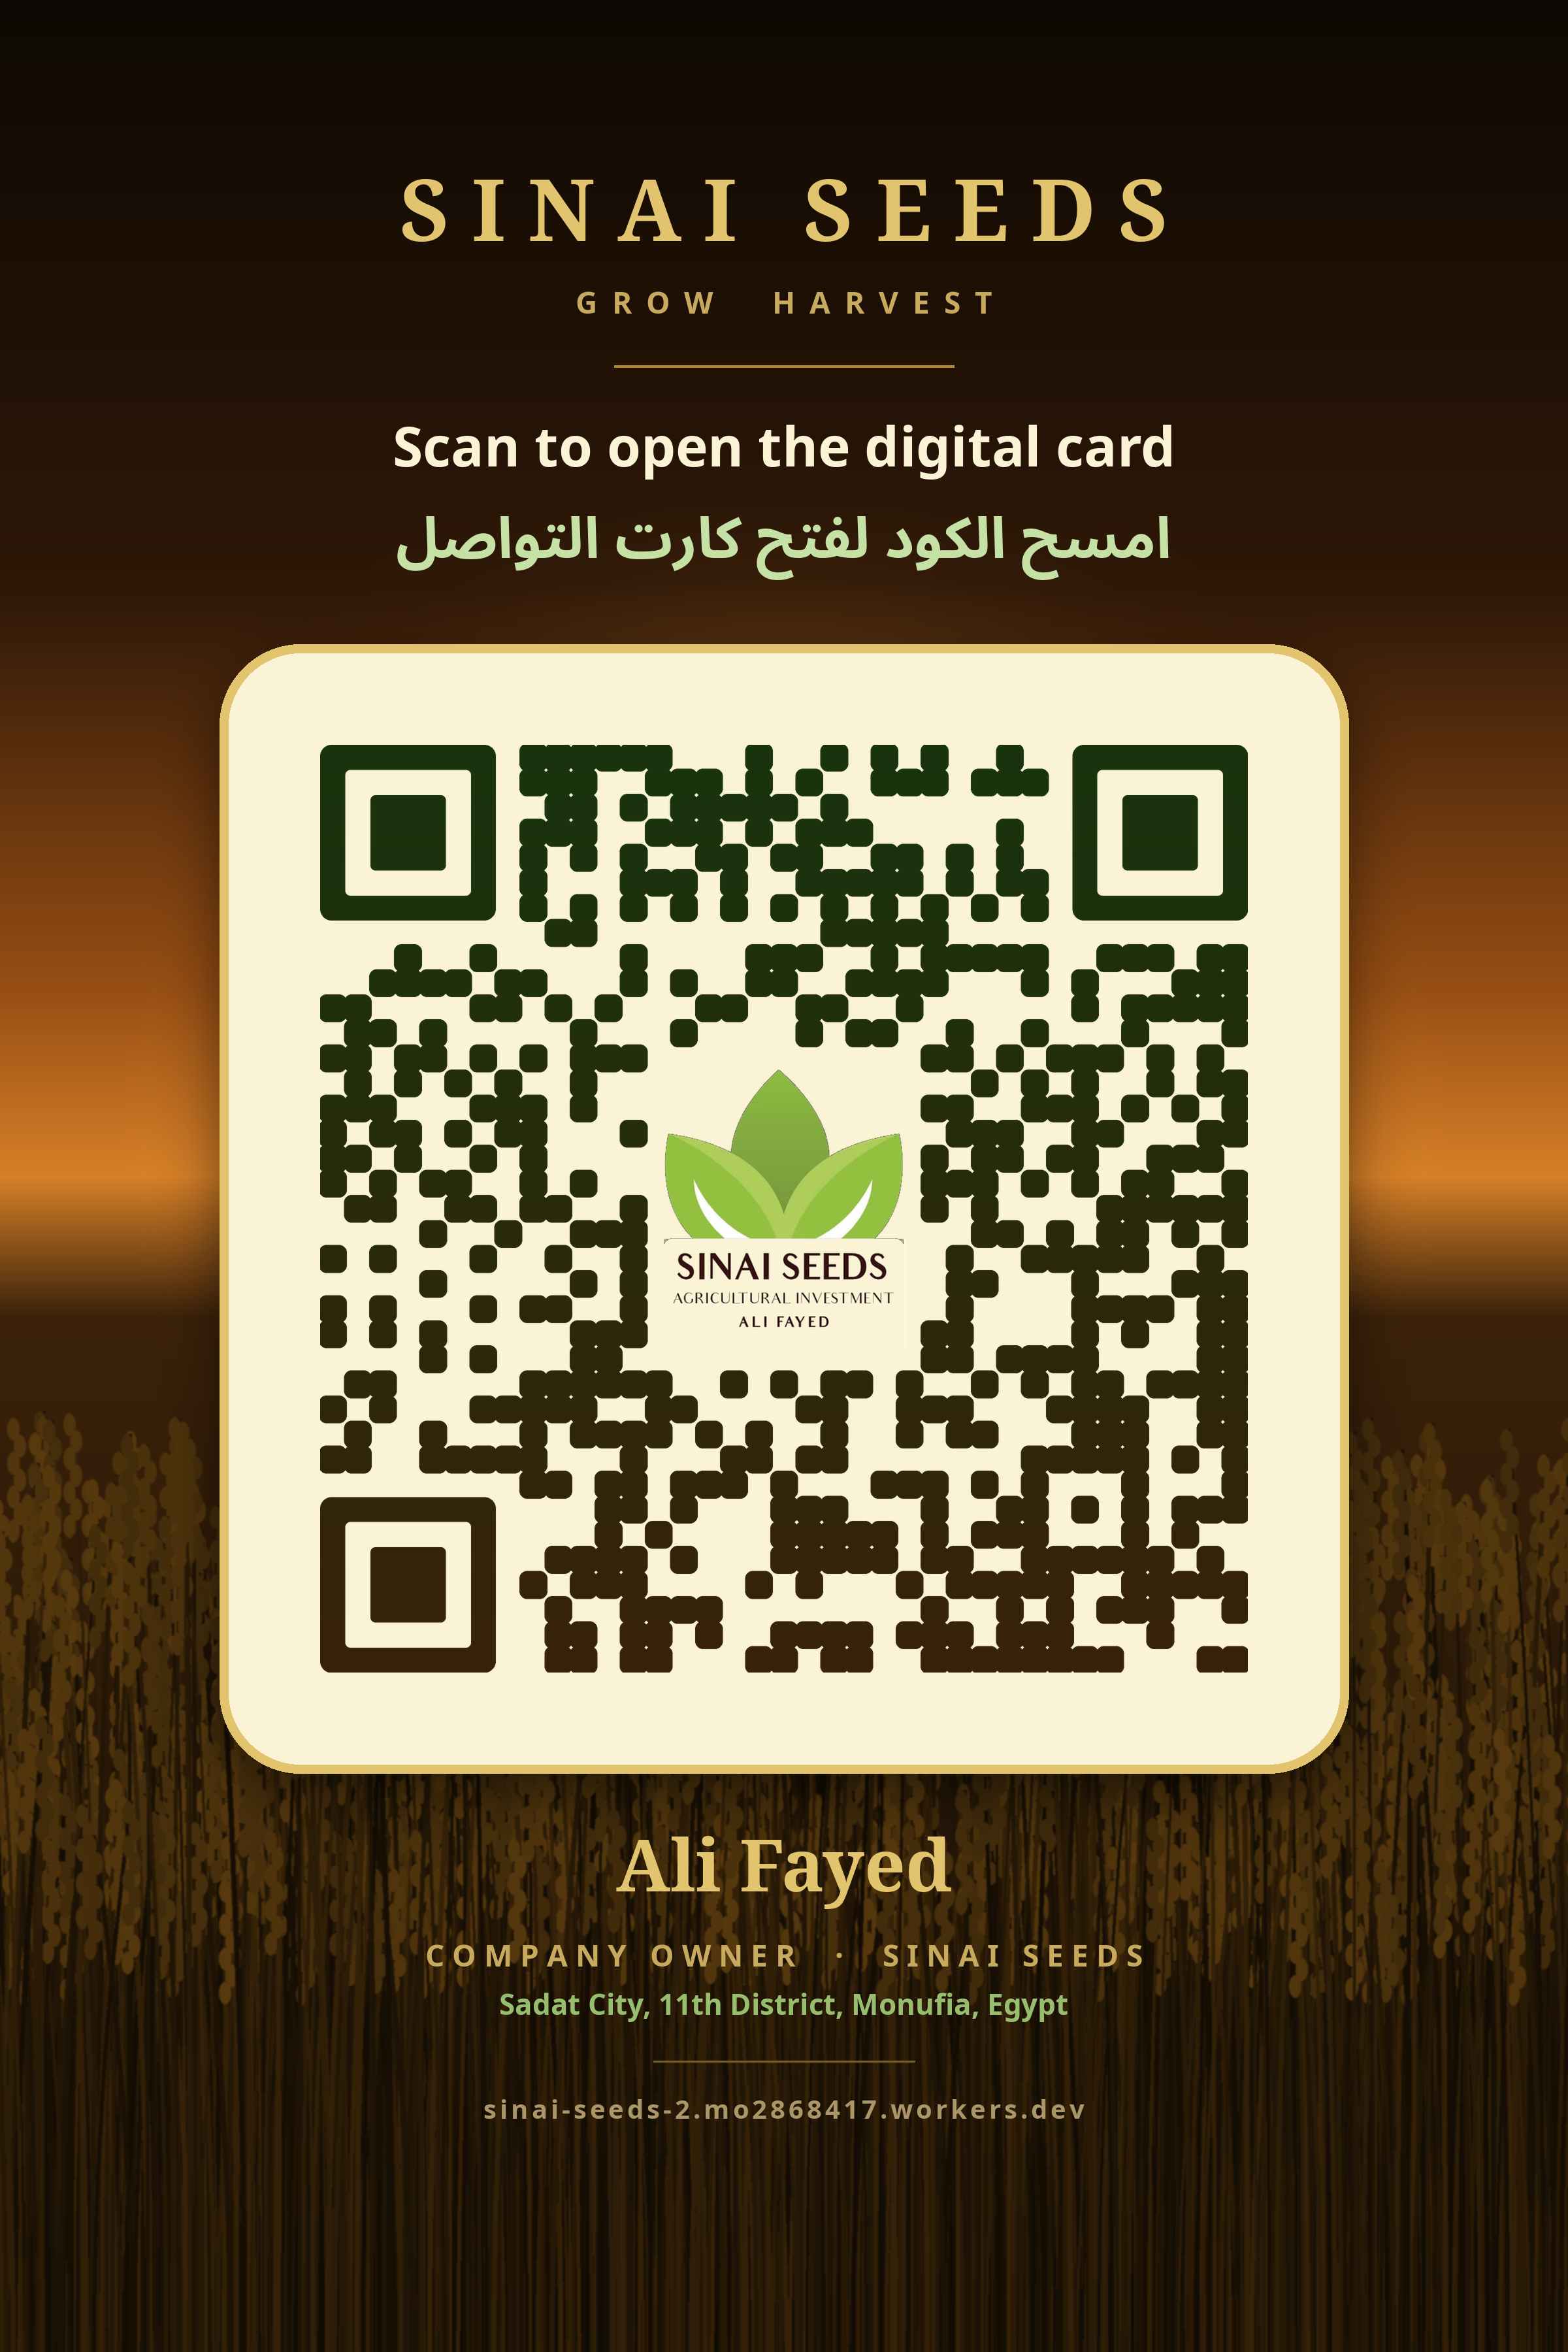 SINAI SEEDS
GROW HARVEST
Scan to open the digital card
امسح الكود لفتح كارت التواصل
SINAI SEEDS
AGRICULTURAL INVESTMENT
ALI FAYED
Ali Fayed
COMPANY OWNER · SINAI SEEDS
Sadat City, 11th District, Monufia, Egypt
sinai-seeds-2.mo2868417.workers.dev